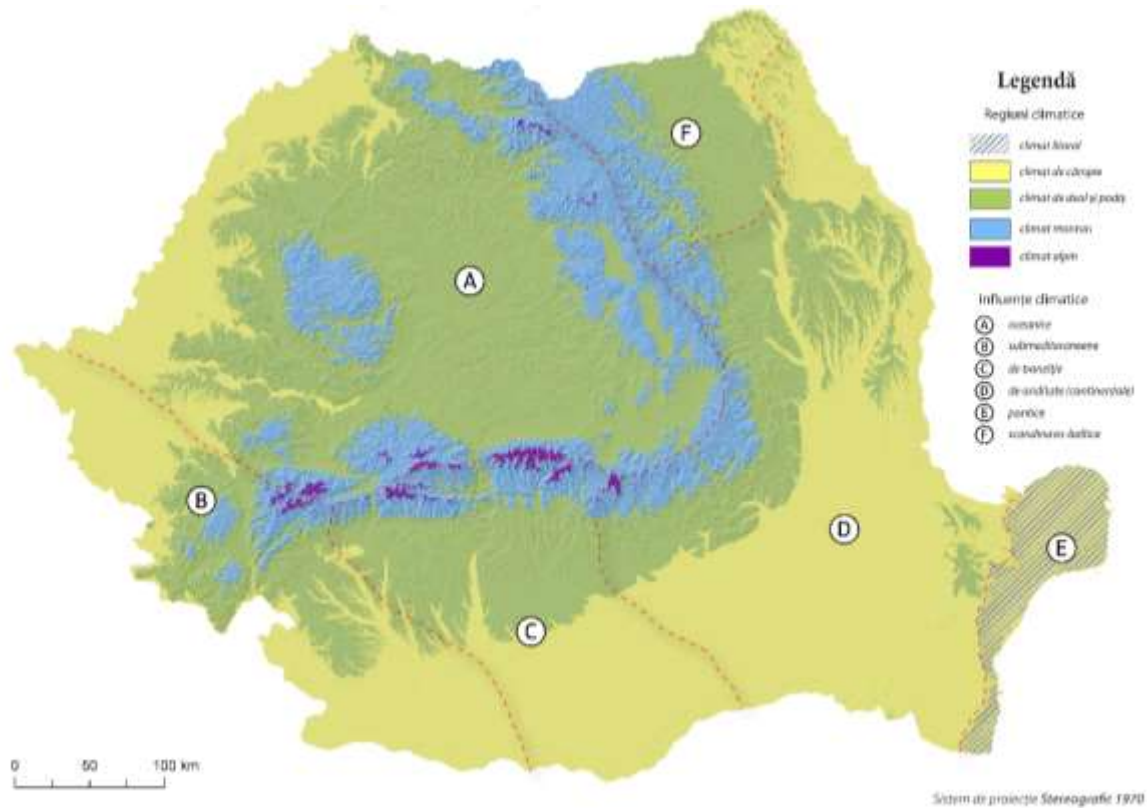 Legendă
Regiuni climatice
climat litoral
climat de câmpie
climat de deal și podiș
climat montan
climat alpin
Influențe climatice
A oceanice
B submediteraneene
C de tranziție
D de ariditate (continentale)
E pontice
F scandinavo-baltice
F
A
B
D
E
C
0 50 100 km
Sistem de proiecție Stereografic 1970